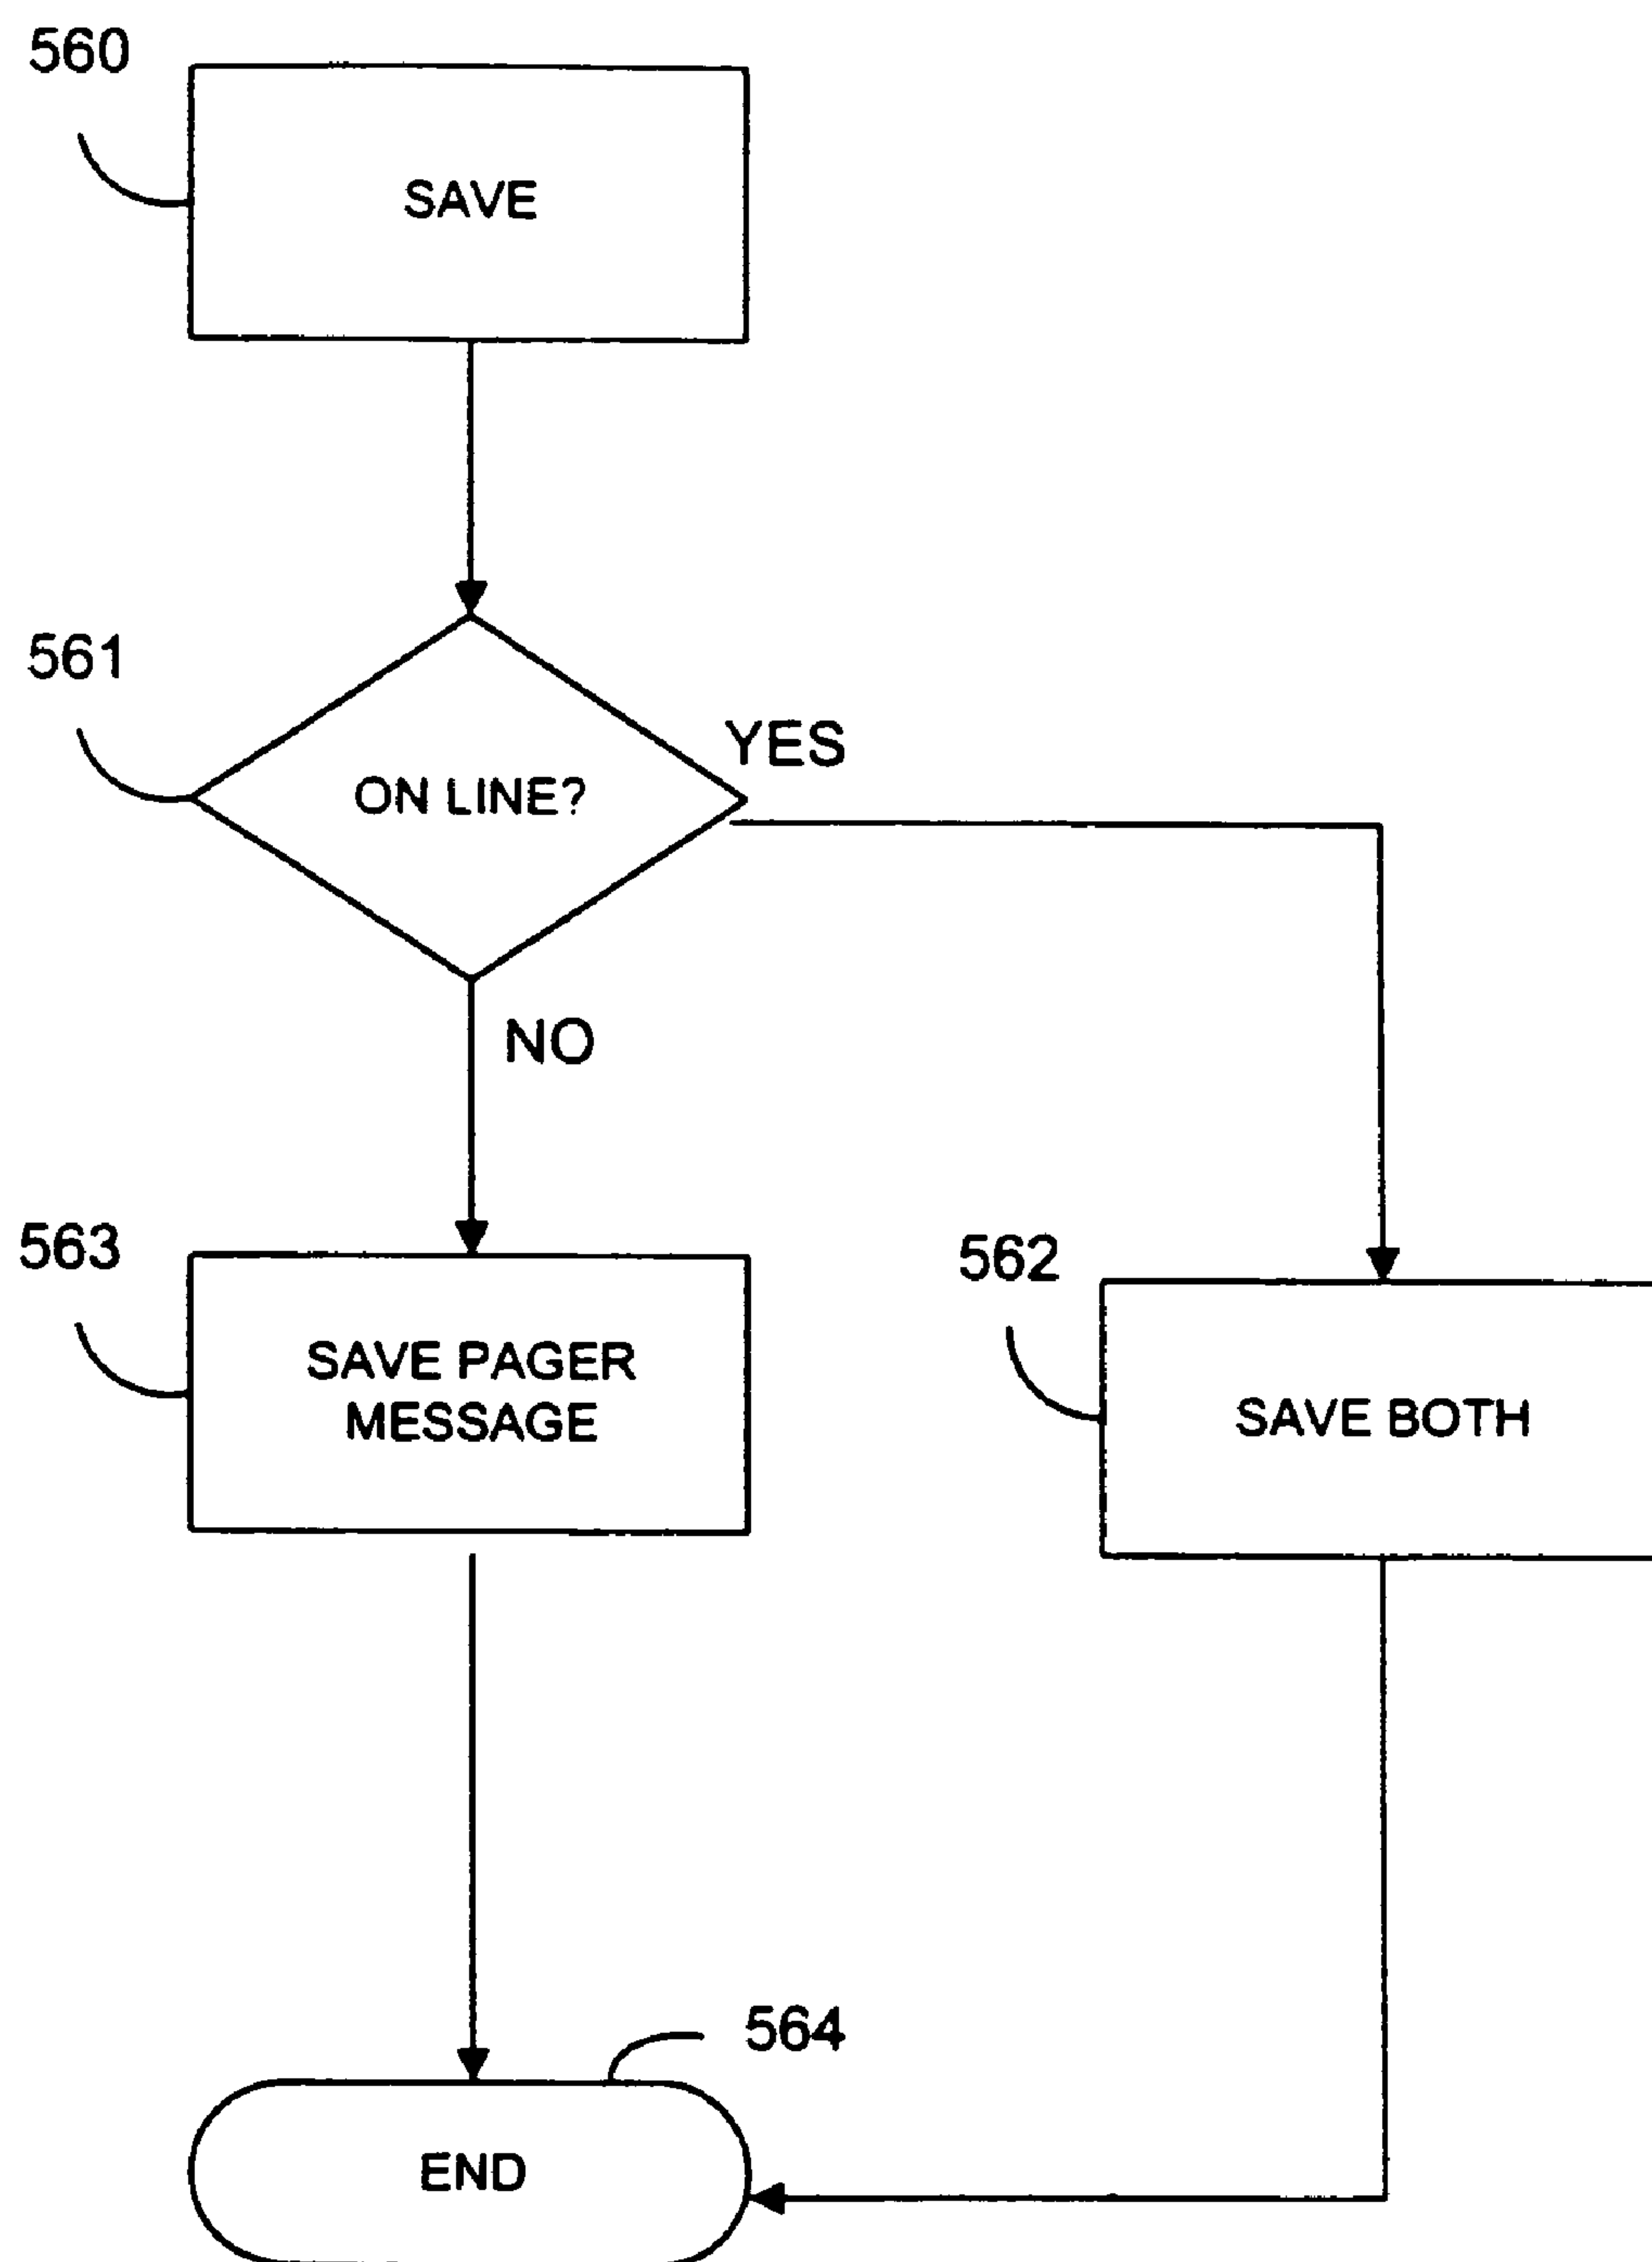 560
SAVE
561
YES
ON LINE?
NO
563
562
SAVE PAGER
MESSAGE
SAVE BOTH
564
END